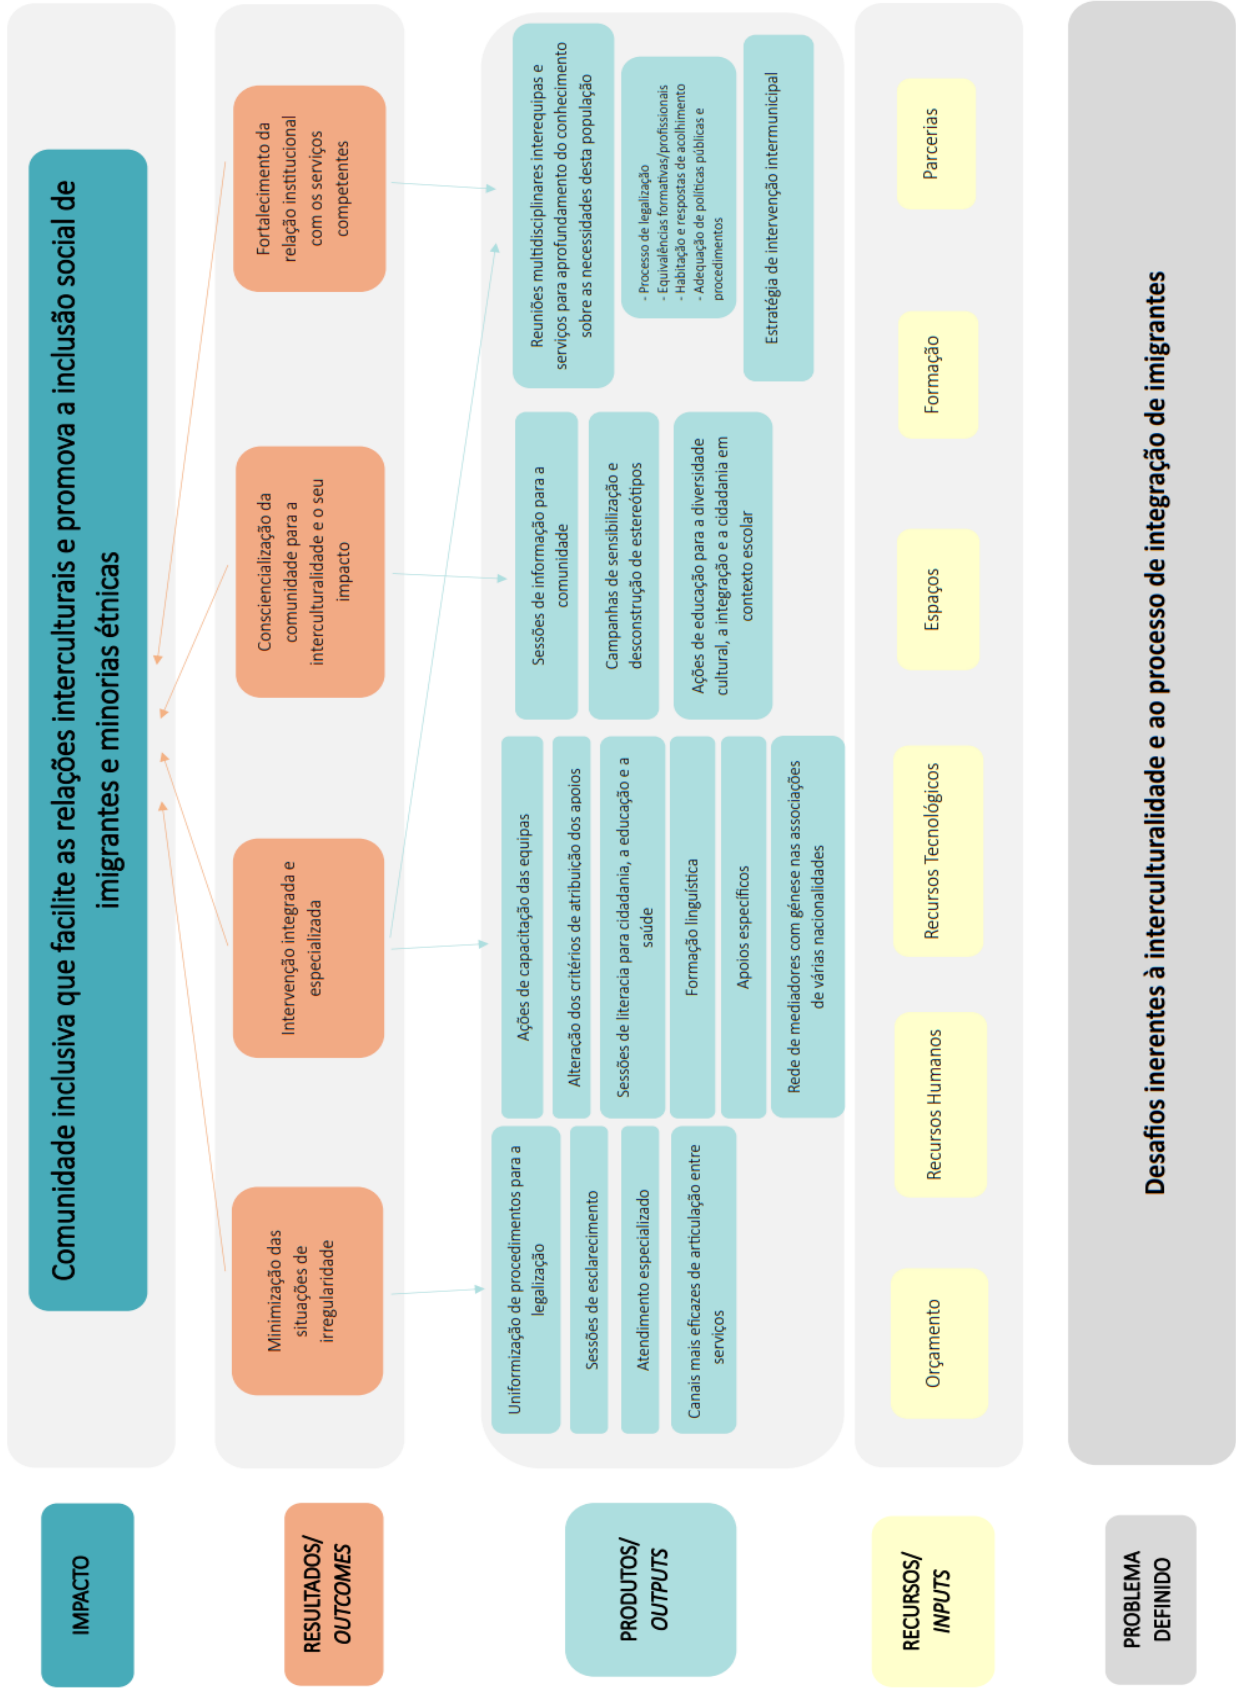 IMPACTO
Comunidade inclusiva que facilite as relações interculturais e promova a inclusão social de
imigrantes e minorias étnicas
RESULTADOS/
OUTCOMES
Minimização das
situações de
irregularidade
Intervenção integrada e
especializada
Consciencialização da
comunidade para a
interculturalidade e o seu
impacto
Fortalecimento da
relação institucional
com os serviços
competentes
PRODUTOS/
OUTPUTS
Uniformização de procedimentos para a
legalização
Sessões de esclarecimento
Atendimento especializado
Canais mais eficazes de articulação entre
serviços
Ações de capacitação das equipas
Alteração dos critérios de atribuição dos apoios
Sessões de literacia para cidadania, a educação e a
saúde
Formação linguística
Apoios específicos
Rede de mediadores com génese nas associações
de várias nacionalidades
Sessões de informação para a
comunidade
Campanhas de sensibilização e
desconstrução de estereótipos
Ações de educação para a diversidade
cultural, a integração e a cidadania em
contexto escolar
Reuniões multidisciplinares interequipas e
serviços para aprofundamento do conhecimento
sobre as necessidades desta população
- Processo de legalização
- Equivalências formativas/profissionais
- Habitação e respostas de acolhimento
- Adequação de políticas públicas e
procedimentos
Estratégia de intervenção intermunicipal
RECURSOS/
INPUTS
Orçamento
Recursos Humanos
Recursos Tecnológicos
Espaços
Formação
Parcerias
PROBLEMA
DEFINIDO
Desafios inerentes à interculturalidade e ao processo de integração de imigrantes